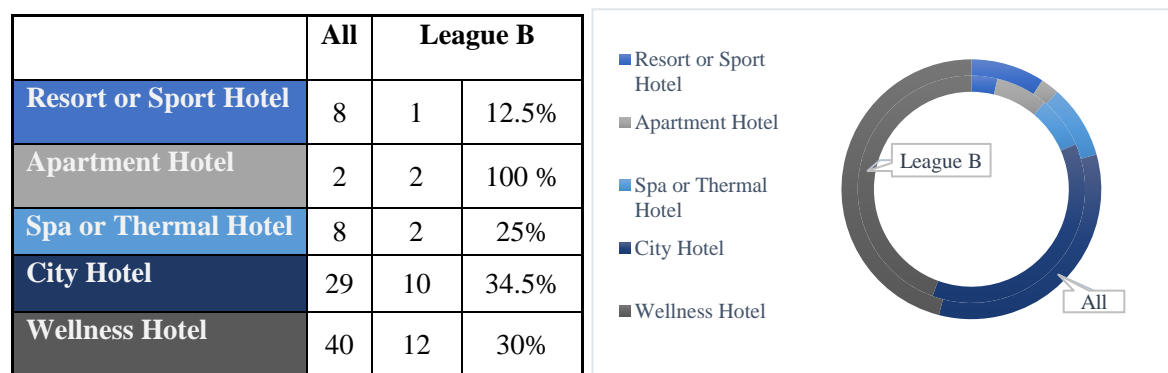 All League B
Resort or Sport Hotel 8 1 12.5%
Apartment Hotel 2 2 100 %
Spa or Thermal Hotel 8 2 25%
City Hotel 29 10 34.5%
Wellness Hotel 40 12 30%
Resort or Sport
Hotel
Apartment Hotel
Spa or Thermal
Hotel
City Hotel
Wellness Hotel
League B
All